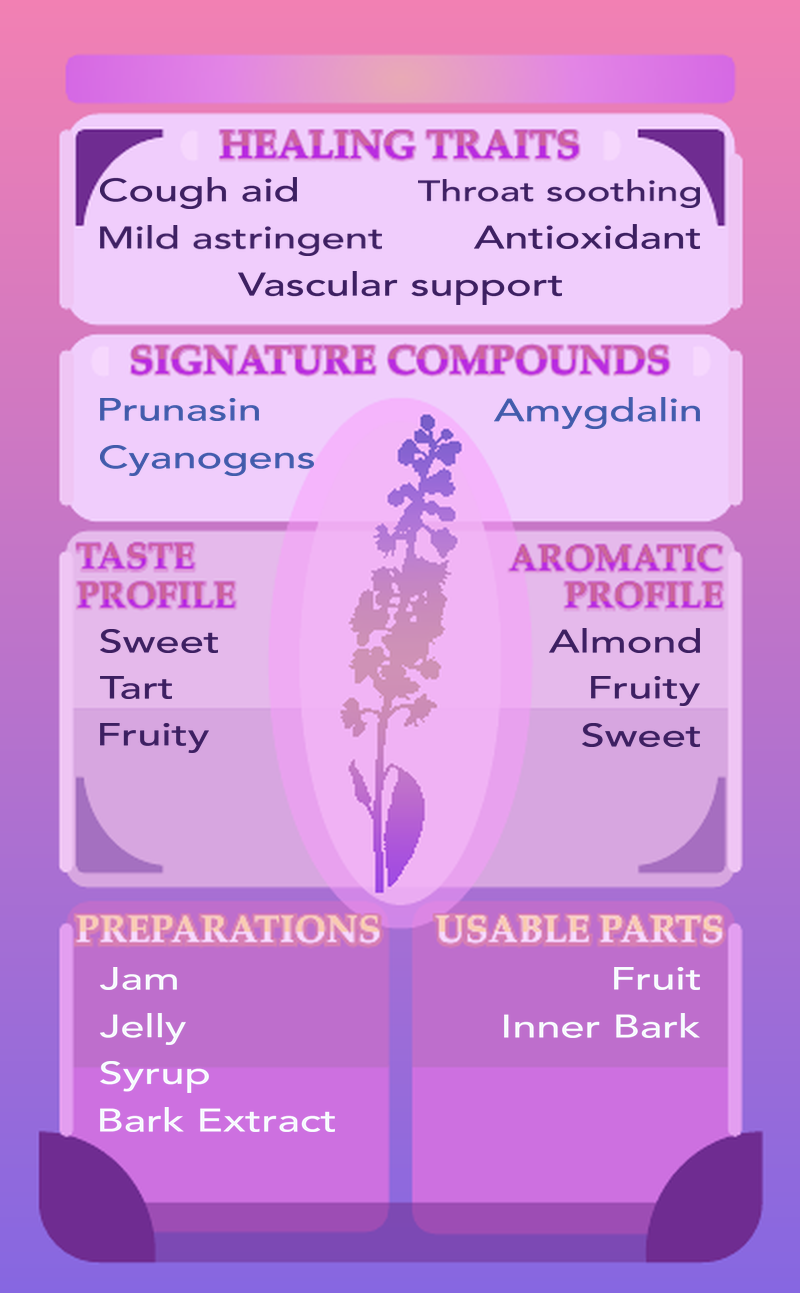 HEALING TRAITS
Cough aid
Throat soothing
Mild astringent
Antioxidant
Vascular support
SIGNATURE COMPOUNDS
Prunasin
Amygdalin
Cyanogens
TASTE
PROFILE
Sweet
Tart
Fruity
AROMATIC
PROFILE
Almond
Fruity
Sweet
PREPARATIONS
Jam
Jelly
Syrup
Bark Extract
USABLE PARTS
Fruit
Inner Bark